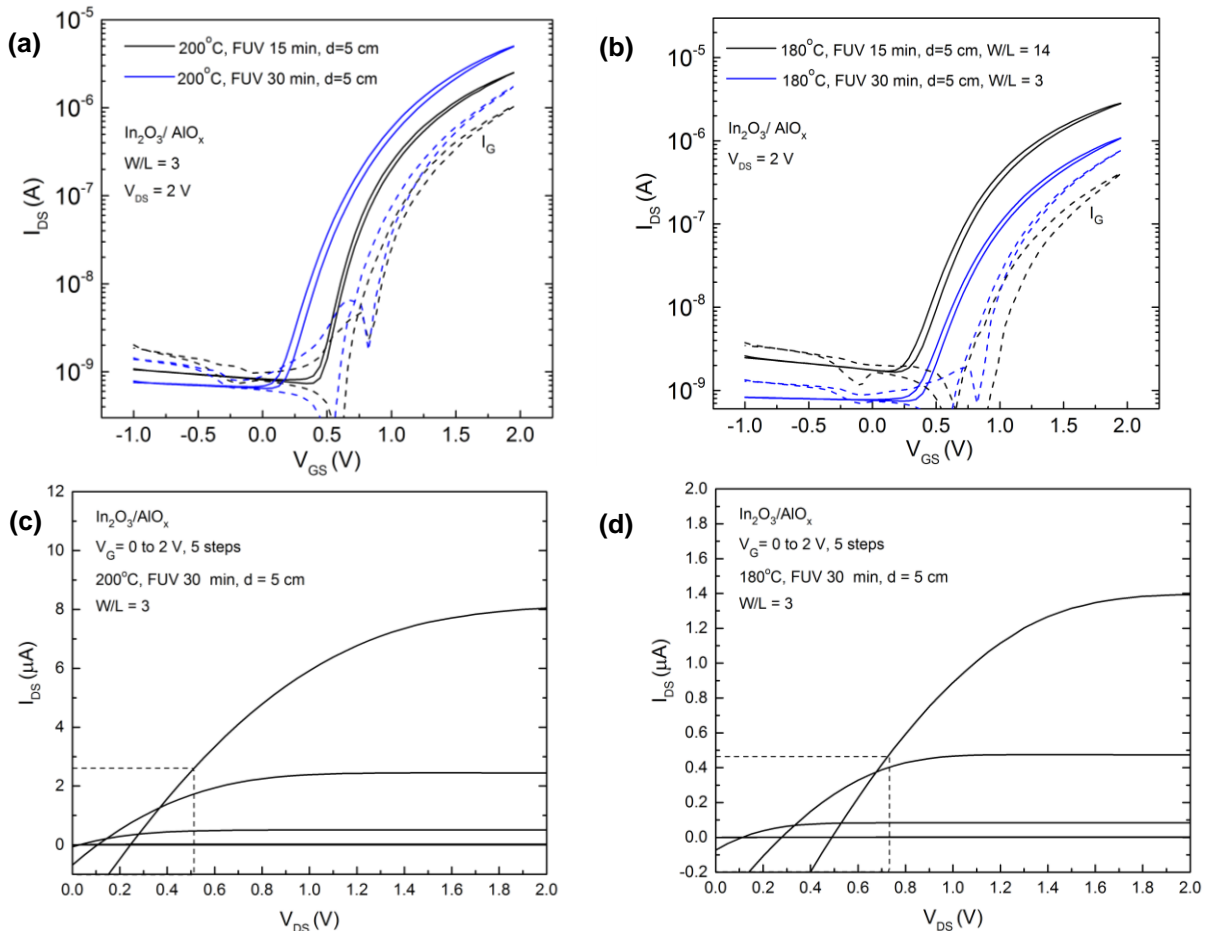 (a)
10⁻⁵
10⁻⁶
10⁻⁷
10⁻⁸
10⁻⁹
I_DS (A)
200°C, FUV 15 min, d=5 cm
200°C, FUV 30 min, d=5 cm
In₂O₃/ AlOₓ
W/L = 3
V_DS = 2 V
I_G
-1.0 -0.5 0.0 0.5 1.0 1.5 2.0
V_GS (V)
(b)
10⁻⁵
10⁻⁶
10⁻⁷
10⁻⁸
10⁻⁹
I_DS (A)
180°C, FUV 15 min, d=5 cm, W/L = 14
180°C, FUV 30 min, d=5 cm, W/L = 3
In₂O₃/ AlOₓ
V_DS = 2 V
I_G
-1.0 -0.5 0.0 0.5 1.0 1.5 2.0
V_GS (V)
(c)
12
10
8
6
4
2
0
I_DS (µA)
In₂O₃/AlOₓ
V_G= 0 to 2 V, 5 steps
200°C, FUV 30 min, d = 5 cm
W/L = 3
0.0 0.2 0.4 0.6 0.8 1.0 1.2 1.4 1.6 1.8 2.0
V_DS (V)
(d)
2.0
1.8
1.6
1.4
1.2
1.0
0.8
0.6
0.4
0.2
0.0
-0.2
I_DS (µA)
In₂O₃/AlOₓ
V_G= 0 to 2 V, 5 steps
180°C, FUV 30 min, d = 5 cm
W/L = 3
0.0 0.2 0.4 0.6 0.8 1.0 1.2 1.4 1.6 1.8 2.0
V_DS (V)